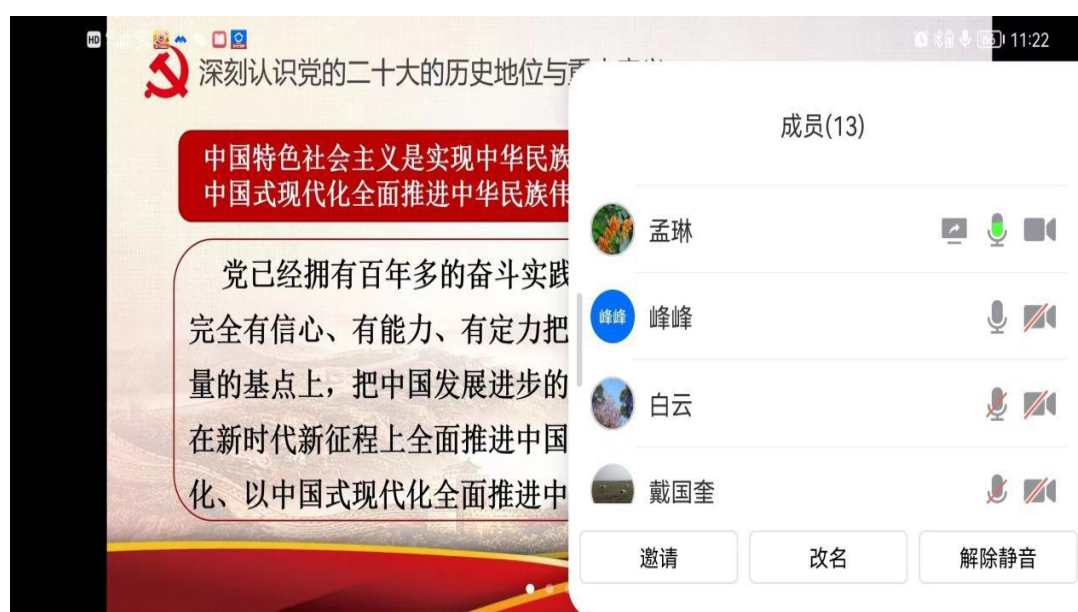 HD
11:22
深刻认识党的二十大的历史地位与
中国特色社会主义是实现中华民族
中国式现代化全面推进中华民族伟
党已经拥有百年多的奋斗实践
完全有信心、有能力、有定力把
量的基点上，把中国发展进步的
在新时代新征程上全面推进中国
化、以中国式现代化全面推进中
成员(13)
孟琳
峰峰
峰峰
白云
戴国奎
邀请
改名
解除静音